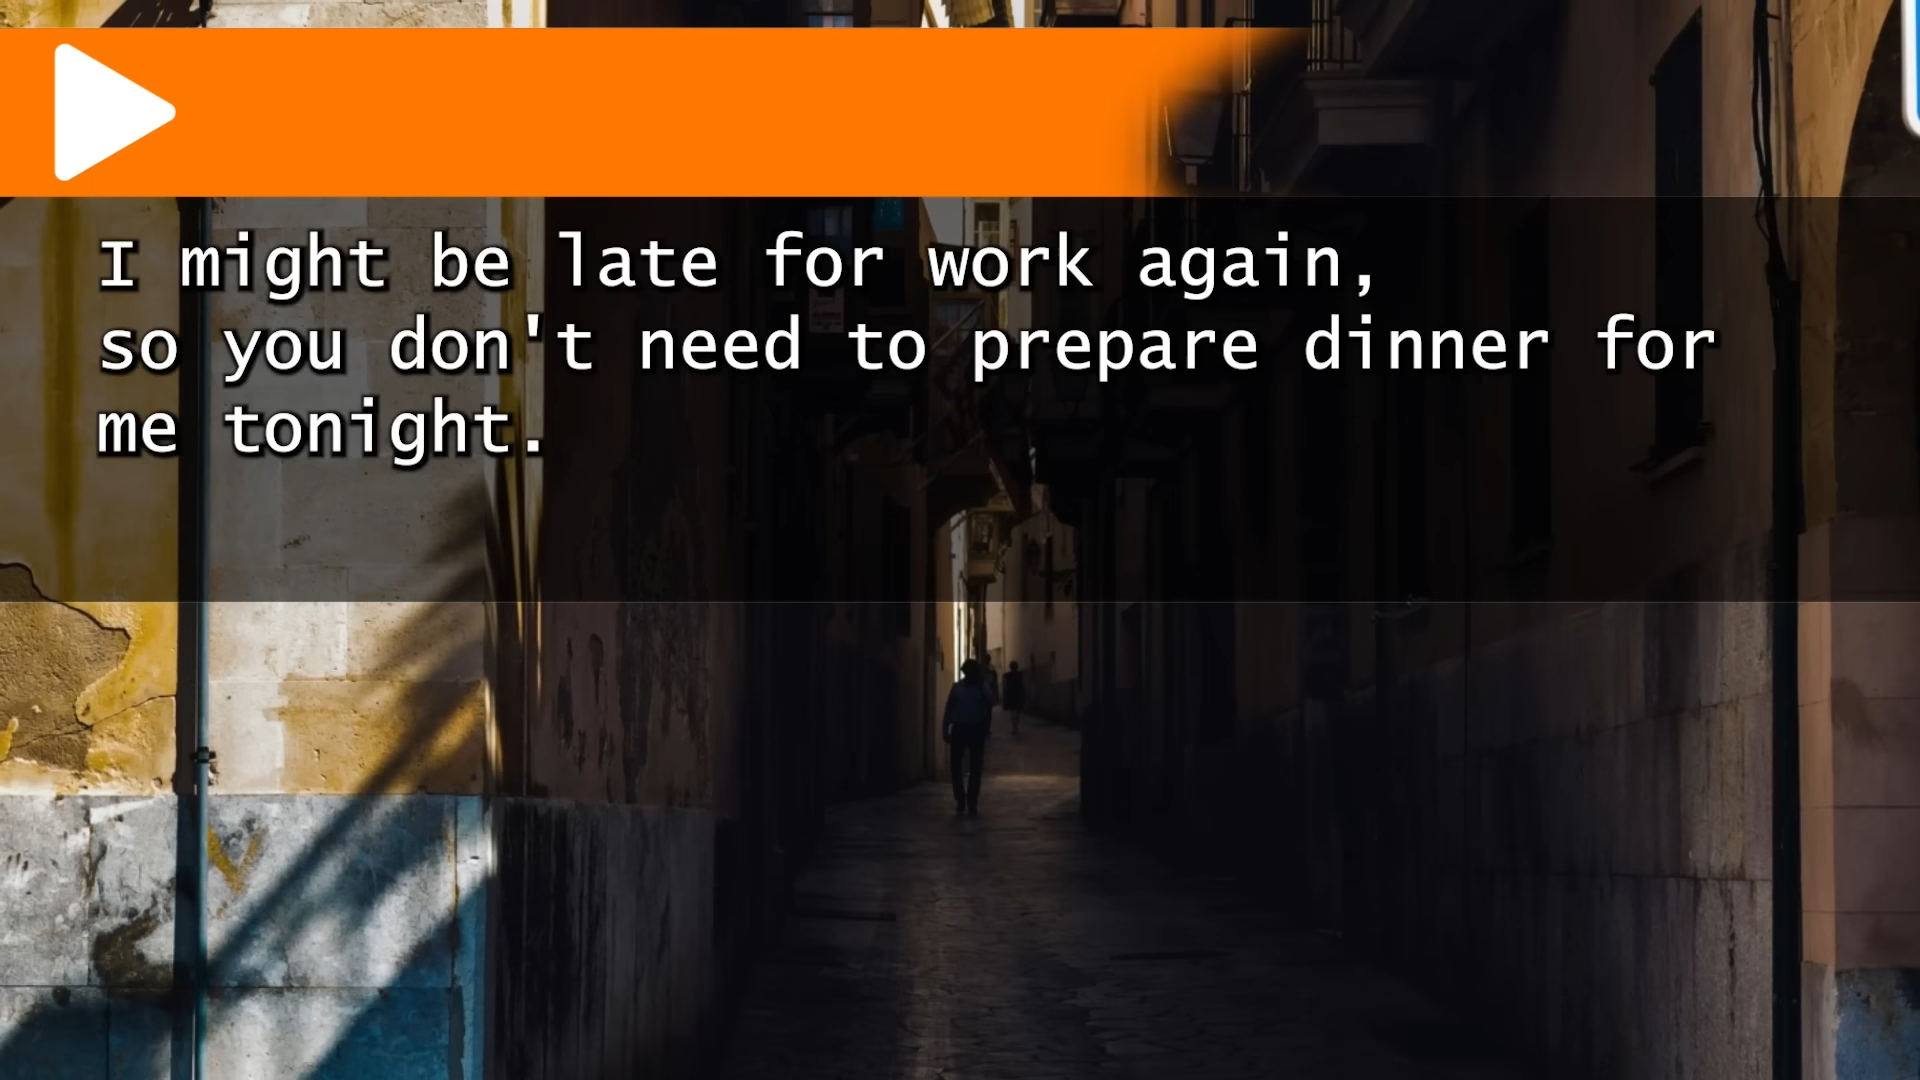 I might be late for work again,
so you don't need to prepare dinner for
me tonight.